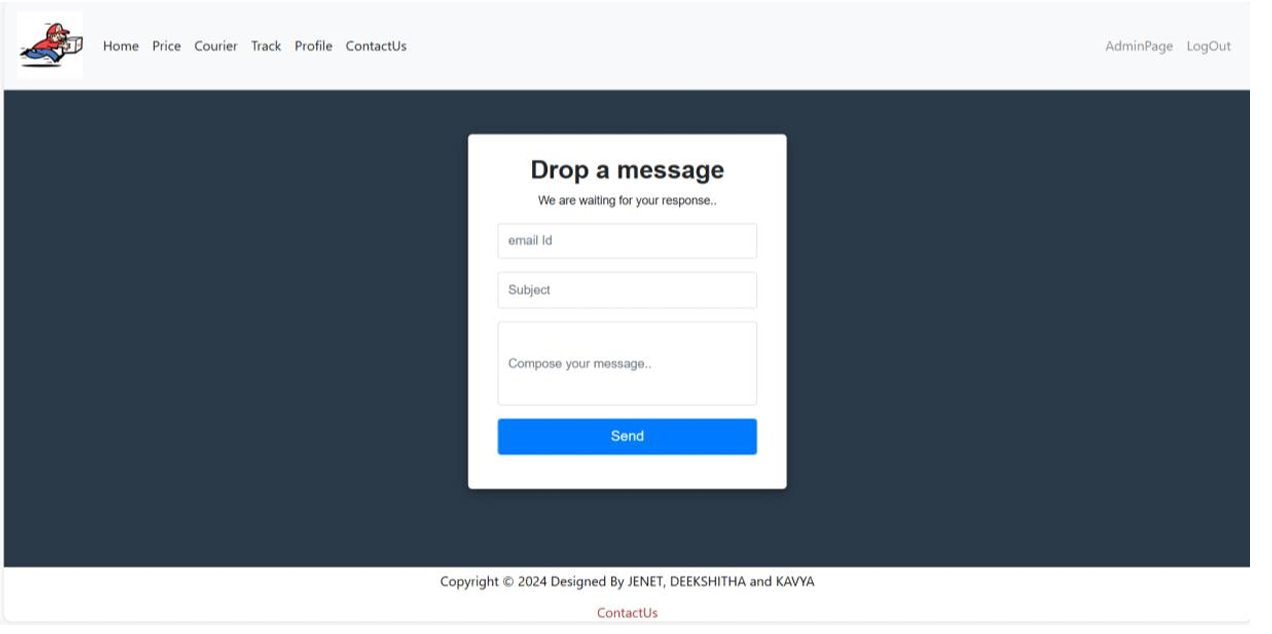 Home Price Courier Track Profile ContactUs AdminPage LogOut
Drop a message
We are waiting for your response..
email Id
Subject
Compose your message..
Send
Copyright © 2024 Designed By JENET, DEEKSHITHA and KAVYA
ContactUs